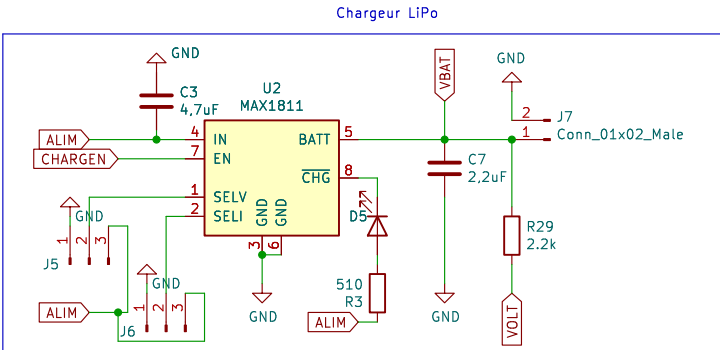 Chargeur LiPo
GND
C3
4,7uF
U2
MAX1811
VBAT
GND
2
1
J7
Conn_01x02_Male
ALIM
4
IN
BATT
5
CHARGEN
7
EN
CHG
8
C7
2,2uF
1
SELV
2
SELI
GND
GND
3
6
D5
R29
2.2k
GND
1
2
3
J5
GND
1
2
3
J6
ALIM
GND
510
R3
ALIM
GND
VOLT